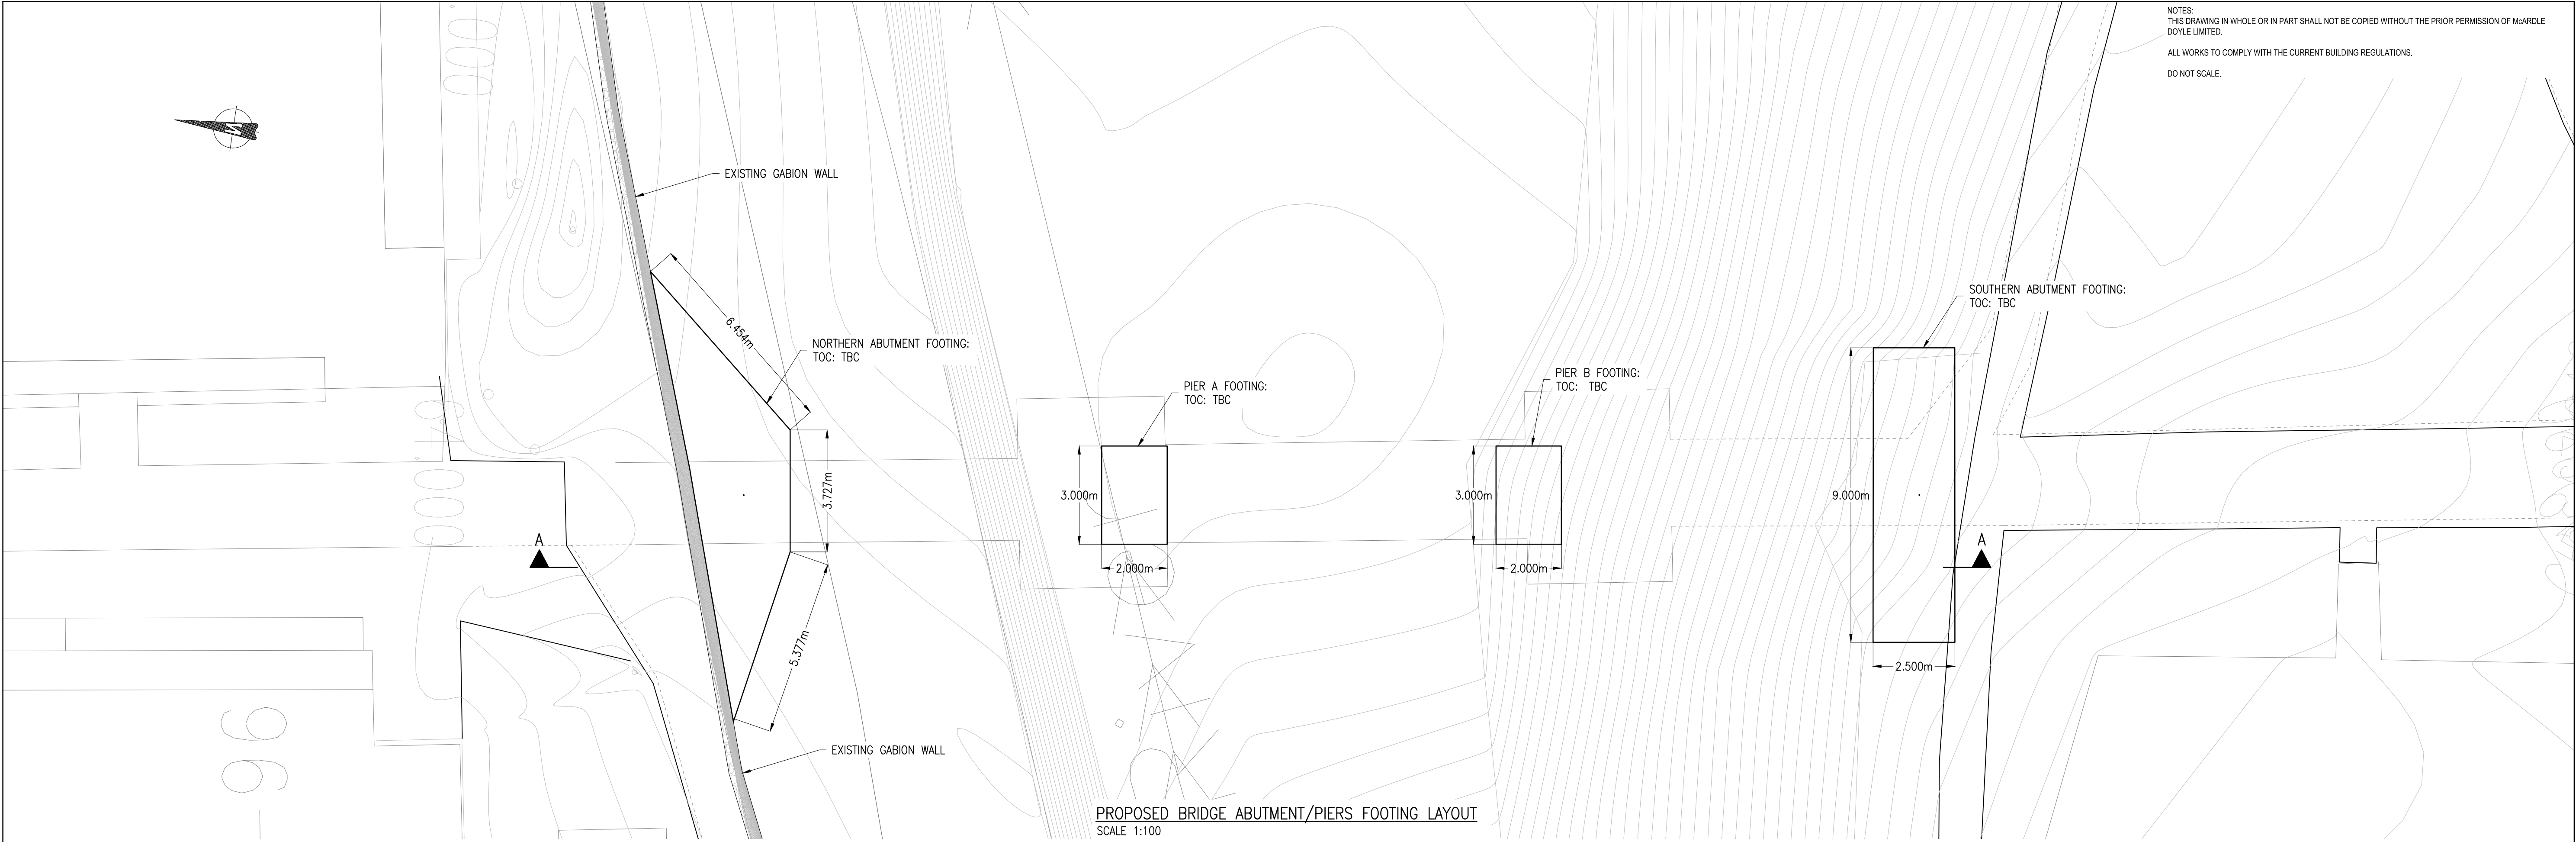 NOTES:
THIS DRAWING IN WHOLE OR IN PART SHALL NOT BE COPIED WITHOUT THE PRIOR PERMISSION OF McARDLE
DOYLE LIMITED.
ALL WORKS TO COMPLY WITH THE CURRENT BUILDING REGULATIONS.
DO NOT SCALE.
N
EXISTING GABION WALL
6.454m
NORTHERN ABUTMENT FOOTING:
TOC: TBC
3.727m
5.377m
EXISTING GABION WALL
A
PIER A FOOTING:
TOC: TBC
3.000m
2.000m
PIER B FOOTING:
TOC: TBC
3.000m
2.000m
SOUTHERN ABUTMENT FOOTING:
TOC: TBC
9.000m
2.500m
A
PROPOSED BRIDGE ABUTMENT/PIERS FOOTING LAYOUT
SCALE 1:100